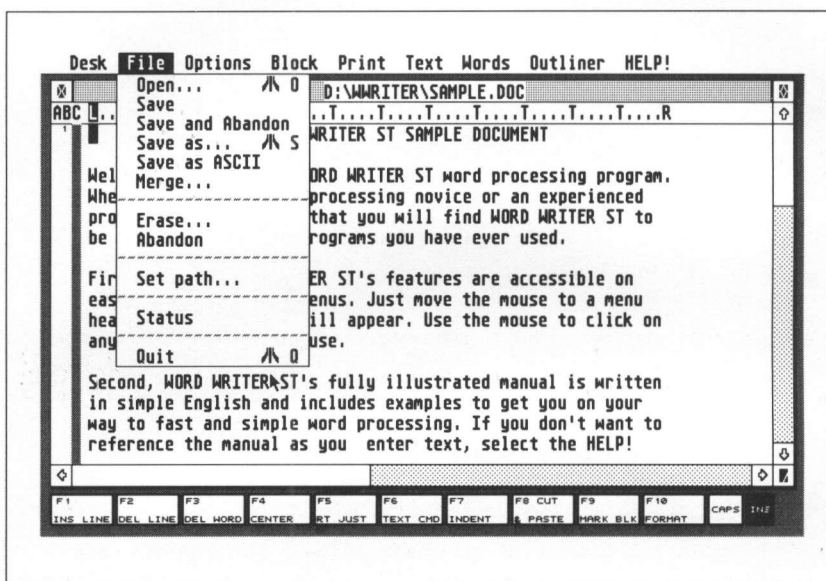 Desk File Options Block Print Text Words Outliner HELP!
D:\WWRITER\SAMPLE.DOC
ABC L..
..T....T....T....T....T....T....T....R
Open... O
Save
Save and Abandon
Save as... S
Save as ASCII
Merge...
Erase...
Abandon
Set path...
Status
Quit Q
1
WRITER ST SAMPLE DOCUMENT
Wel ORD WRITER ST word processing program.
Whe processing novice or an experienced
pro that you will find WORD WRITER ST to
be rograms you have ever used.
Fir ER ST's features are accessible on
eas enus. Just move the mouse to a menu
hea ill appear. Use the mouse to click on
any use.
Second, WORD WRITER ST's fully illustrated manual is written
in simple English and includes examples to get you on your
way to fast and simple word processing. If you don't want to
reference the manual as you enter text, select the HELP!
F1 INS LINE
F2 DEL LINE
F3 DEL WORD
F4 CENTER
F5 RT JUST
F6 TEXT CMD
F7 INDENT
F8 CUT & PASTE
F9 MARK BLK
F10 FORMAT
CAPS
INS